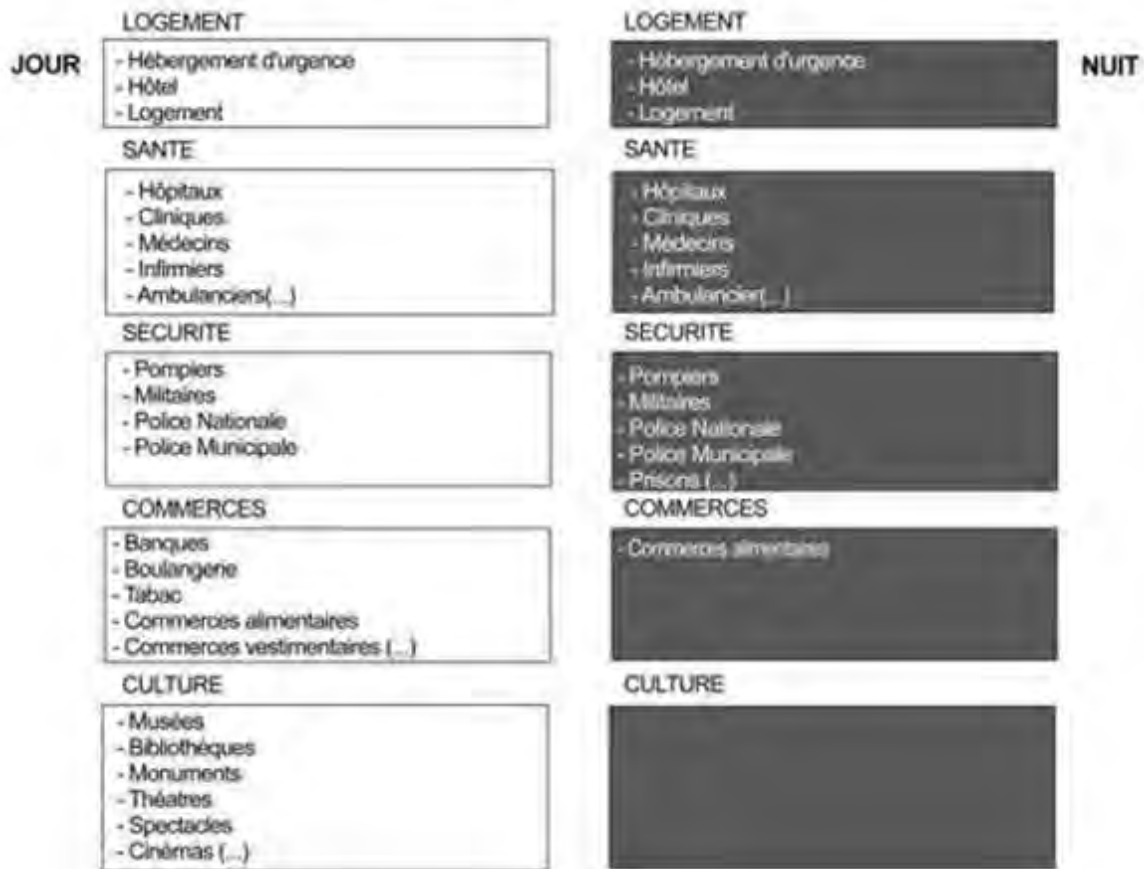 JOUR
LOGEMENT
- Hébergement d'urgence
- Hôtel
- Logement
SANTE
- Hôpitaux
- Cliniques
- Médecins
- Infirmiers
- Ambulanciers(...)
SECURITE
- Pompiers
- Militaires
- Police Nationale
- Police Municipale
COMMERCES
- Banques
- Boulangerie
- Tabac
- Commerces alimentaires
- Commerces vestimentaires (...)
CULTURE
- Musées
- Bibliothèques
- Monuments
- Théatres
- Spectacles
- Cinémas (...)
NUIT
LOGEMENT
- Hébergement d'urgence
- Hôtel
- Logement
SANTE
- Hôpitaux
- Cliniques
- Médecins
- Infirmiers
- Ambulancier(...)
SECURITE
- Pompiers
- Militaires
- Police Nationale
- Police Municipale
- Prisons (...)
COMMERCES
- Commerces alimentaires
CULTURE